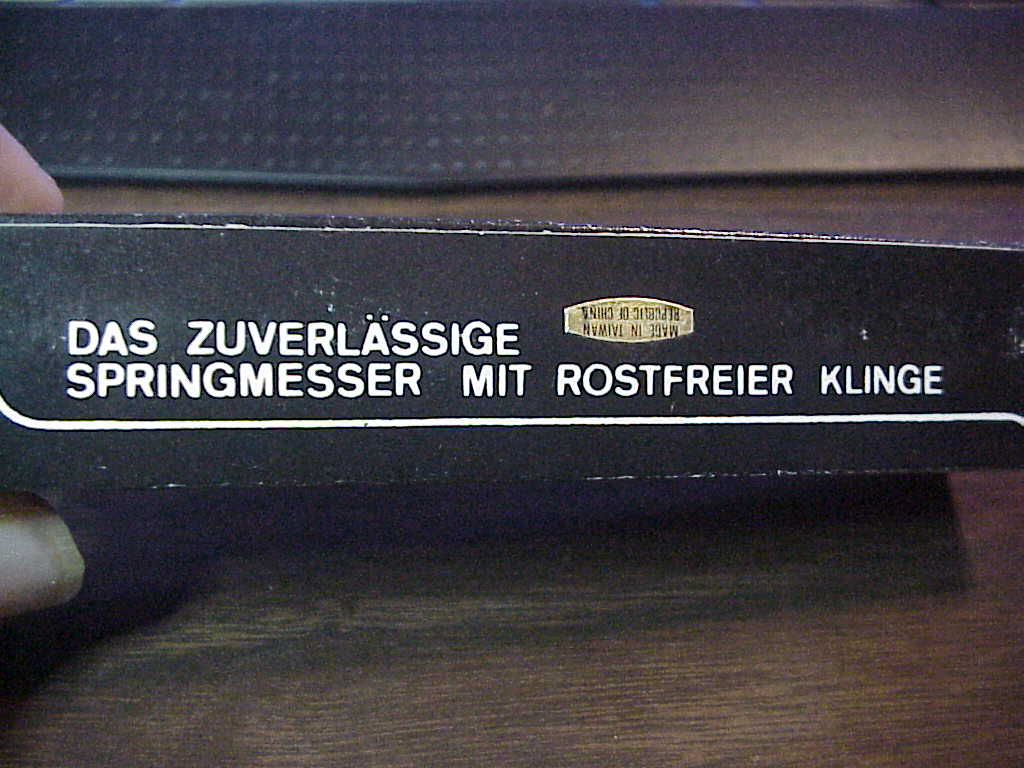 DAS ZUVERLÄSSIGE
SPRINGMESSER MIT ROSTFREIER KLINGE
MADE IN TAIWAN
REPUBLIC OF CHINA